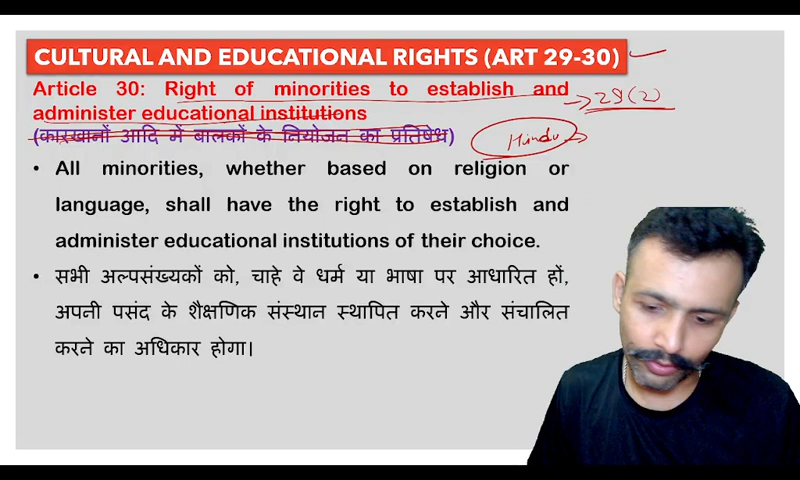 CULTURAL AND EDUCATIONAL RIGHTS (ART 29-30)
Article 30: Right of minorities to establish and
29(2)
administer educational institutions
(कारखानों आदि में बालकों के नियोजन का प्रतिषेध)
Hindu
• All minorities, whether based on religion or
language, shall have the right to establish and
administer educational institutions of their choice.
• सभी अल्पसंख्यकों को, चाहे वे धर्म या भाषा पर आधारित हों,
अपनी पसंद के शैक्षणिक संस्थान स्थापित करने और संचालित
करने का अधिकार होगा।